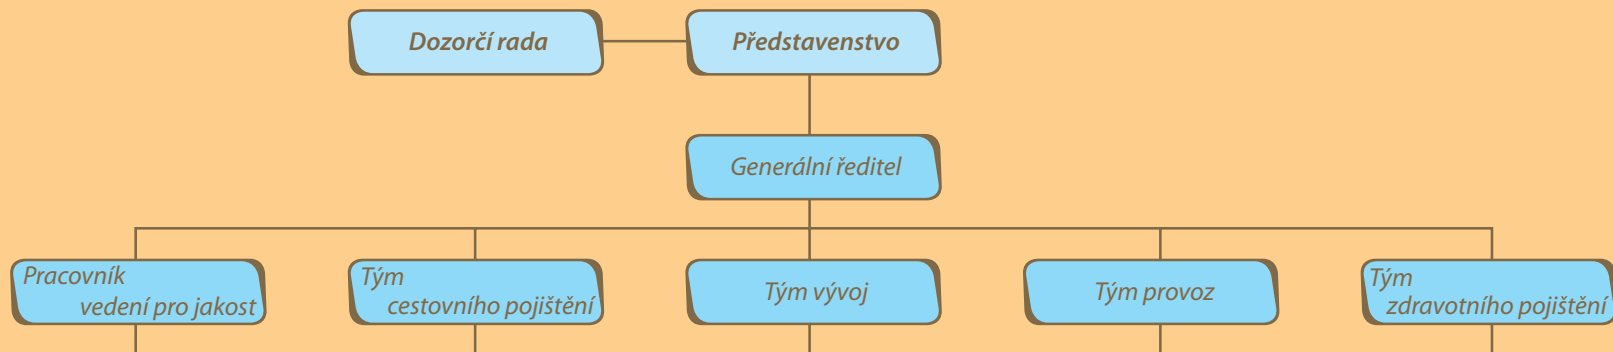 Dozorčí rada
Představenstvo
Generální ředitel
Pracovník
vedení pro jakost
Tým
cestovního pojištění
Tým vývoj
Tým provoz
Tým
zdravotního pojištění